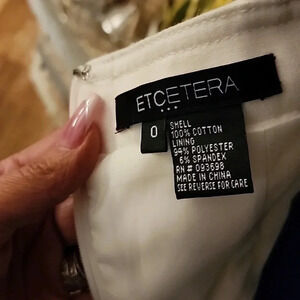 ETCETERA
0
SHELL
100% COTTON
LINING
94% POLYESTER
6% SPANDEX
RN # 093698
MADE IN CHINA
SEE REVERSE FOR CARE